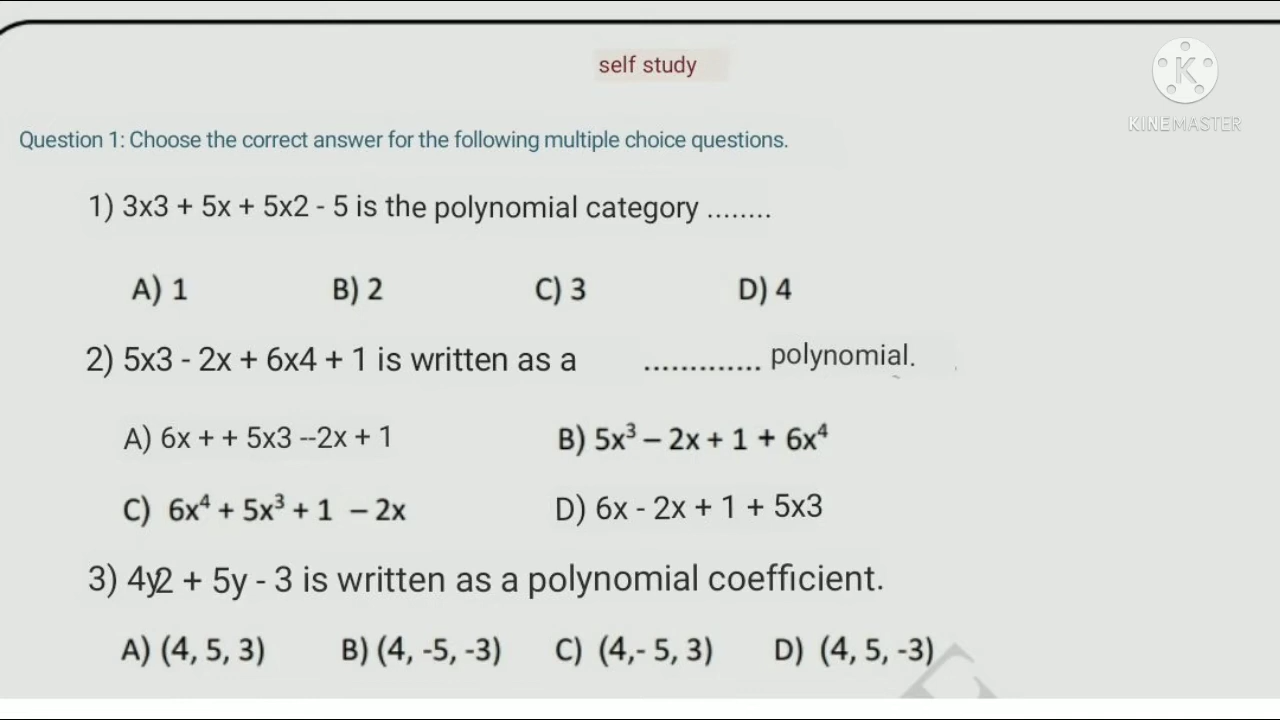 self study
KINEMASTER
Question 1: Choose the correct answer for the following multiple choice questions.
1) 3x3 + 5x + 5x2 - 5 is the polynomial category ........
A) 1 B) 2 C) 3 D) 4
2) 5x3 - 2x + 6x4 + 1 is written as a ............. polynomial.
A) 6x + + 5x3 --2x + 1 B) 5x³ – 2x + 1 + 6x⁴
C) 6x⁴ + 5x³ + 1 – 2x D) 6x - 2x + 1 + 5x3
3) 4y2 + 5y - 3 is written as a polynomial coefficient.
A) (4, 5, 3) B) (4, -5, -3) C) (4,- 5, 3) D) (4, 5, -3)